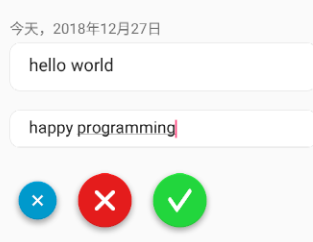 今天，2018年12月27日
hello world
happy programming